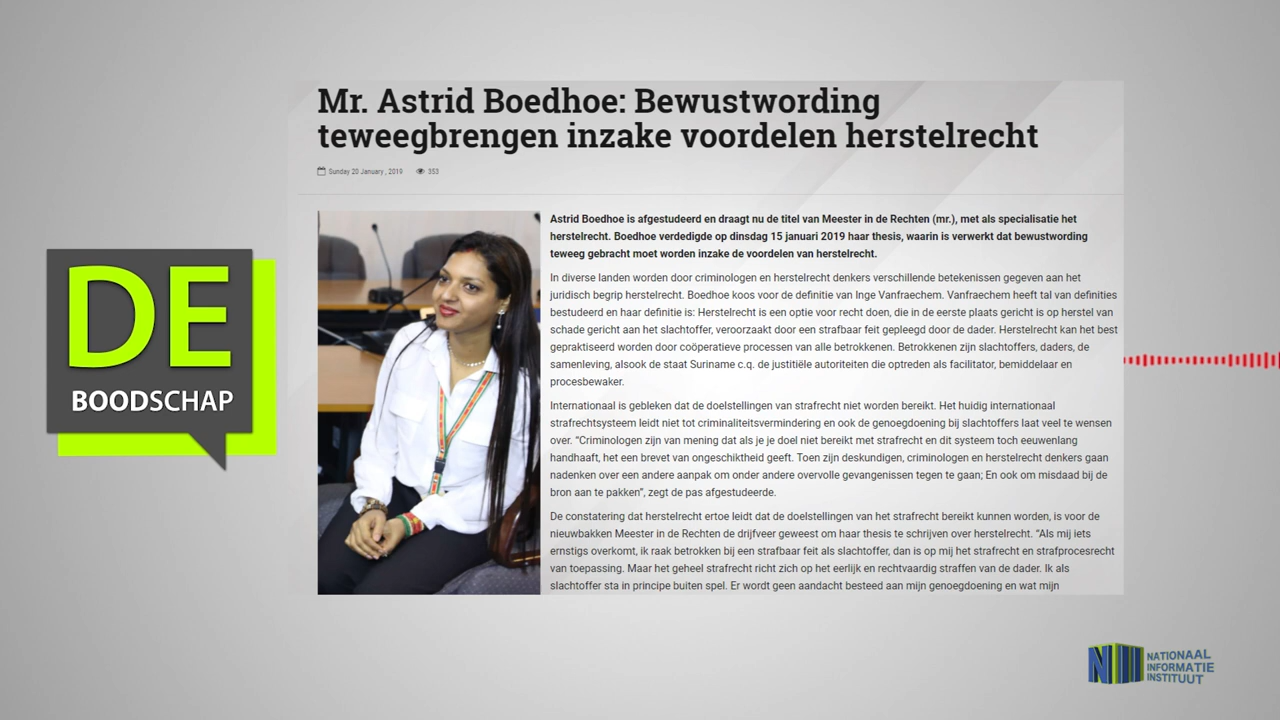 Mr. Astrid Boedhoe: Bewustwording
teweegbrengen inzake voordelen herstelrecht
Sunday 20 January , 2019 353
DE
BOODSCHAP
Astrid Boedhoe is afgestudeerd en draagt nu de titel van Meester in de Rechten (mr.), met als specialisatie het
herstelrecht. Boedhoe verdedigde op dinsdag 15 januari 2019 haar thesis, waarin is verwerkt dat bewustwording
teweeg gebracht moet worden inzake de voordelen van herstelrecht.
In diverse landen worden door criminologen en herstelrecht denkers verschillende betekenissen gegeven aan het
juridisch begrip herstelrecht. Boedhoe koos voor de definitie van Inge Vanfraechem. Vanfraechem heeft tal van definities
bestudeerd en haar definitie is: Herstelrecht is een optie voor recht doen, die in de eerste plaats gericht is op herstel van
schade gericht aan het slachtoffer, veroorzaakt door een strafbaar feit gepleegd door de dader. Herstelrecht kan het best
gepraktiseerd worden door coöperatieve processen van alle betrokkenen. Betrokkenen zijn slachtoffers, daders, de
samenleving, alsook de staat Suriname c.q. de justitiële autoriteiten die optreden als facilitator, bemiddelaar en
procesbewaker.
Internationaal is gebleken dat de doelstellingen van strafrecht niet worden bereikt. Het huidig internationaal
strafrechtsysteem leidt niet tot criminaliteitsvermindering en ook de genoegdoening bij slachtoffers laat veel te wensen
over. “Criminologen zijn van mening dat als je je doel niet bereikt met strafrecht en dit systeem toch eeuwenlang
handhaaft, het een brevet van ongeschiktheid geeft. Toen zijn deskundigen, criminologen en herstelrecht denkers gaan
nadenken over een andere aanpak om onder andere overvolle gevangenissen tegen te gaan; En ook om misdaad bij de
bron aan te pakken”, zegt de pas afgestudeerde.
De constatering dat herstelrecht ertoe leidt dat de doelstellingen van het strafrecht bereikt kunnen worden, is voor de
nieuwbakken Meester in de Rechten de drijfveer geweest om haar thesis te schrijven over herstelrecht. “Als mij iets
ernstigs overkomt, ik raak betrokken bij een strafbaar feit als slachtoffer, dan is op mij het strafrecht en strafprocesrecht
van toepassing. Maar het geheel strafrecht richt zich op het eerlijk en rechtvaardig straffen van de dader. Ik als
slachtoffer sta in principe buiten spel. Er wordt geen aandacht besteed aan mijn genoegdoening en wat mijn
NII NATIONAAL
INFORMATIE
INSTITUUT